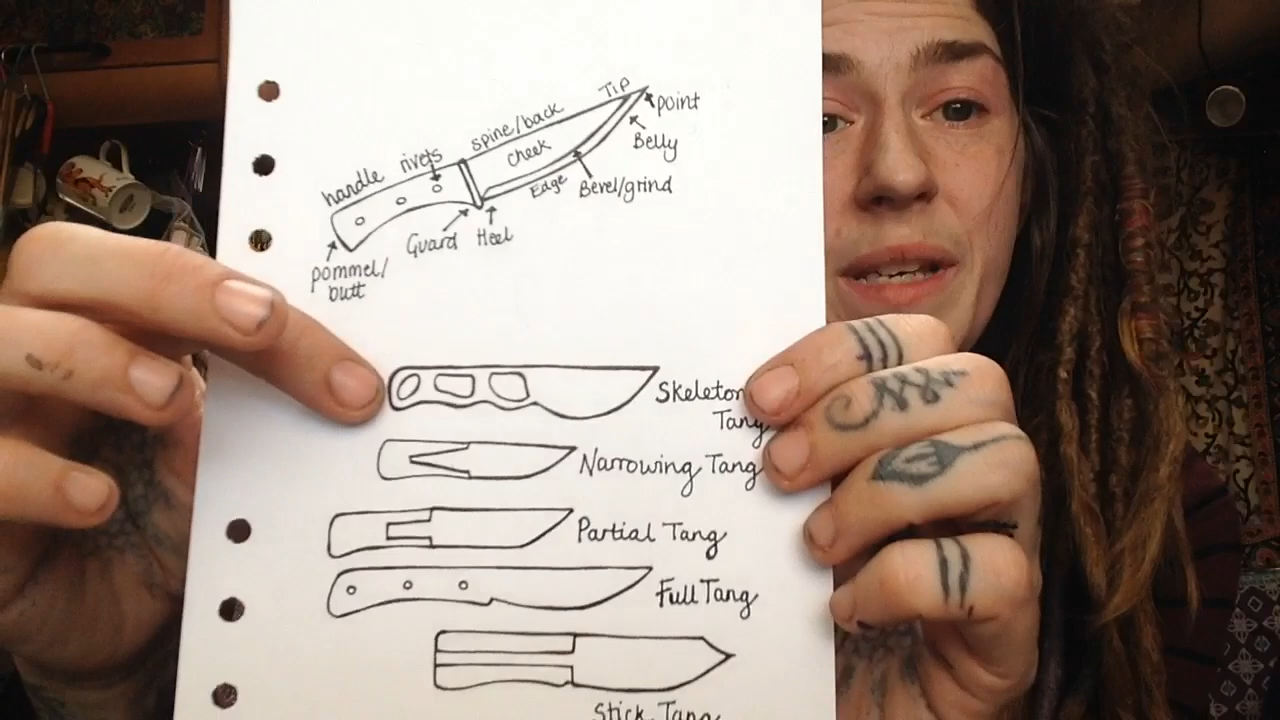 Tip
point
spine/back
Belly
cheek
rivets
handle
Edge
Bevel/grind
Guard
Heel
pommel/
butt
Skeleton
Tang
Narrowing Tang
Partial Tang
Full Tang
Stick Tang